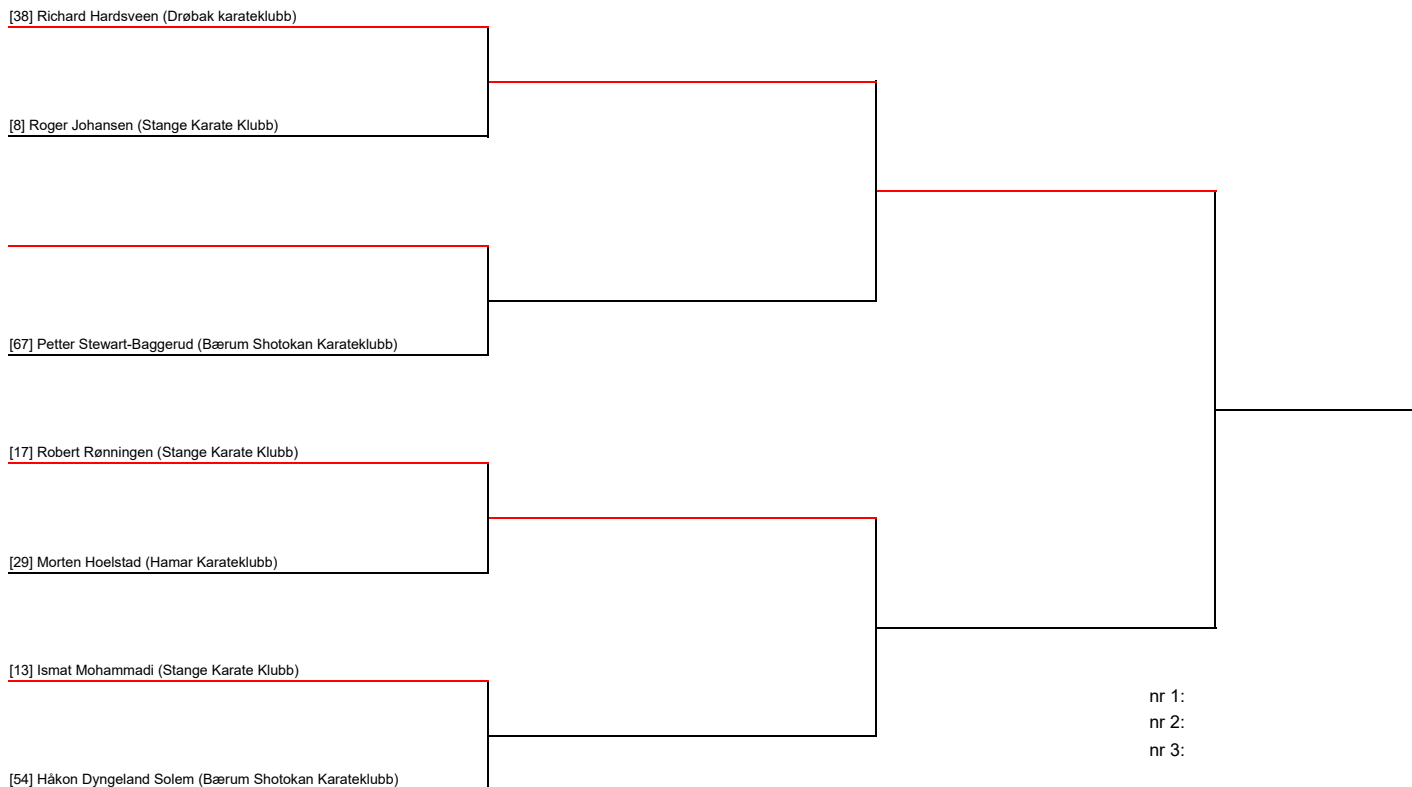 [38] Richard Hardsveen (Drøbak karateklubb)
[8] Roger Johansen (Stange Karate Klubb)
[67] Petter Stewart-Baggerud (Bærum Shotokan Karateklubb)
[17] Robert Rønningen (Stange Karate Klubb)
[29] Morten Hoelstad (Hamar Karateklubb)
[13] Ismat Mohammadi (Stange Karate Klubb)
[54] Håkon Dyngeland Solem (Bærum Shotokan Karateklubb)
nr 1:
nr 2:
nr 3: